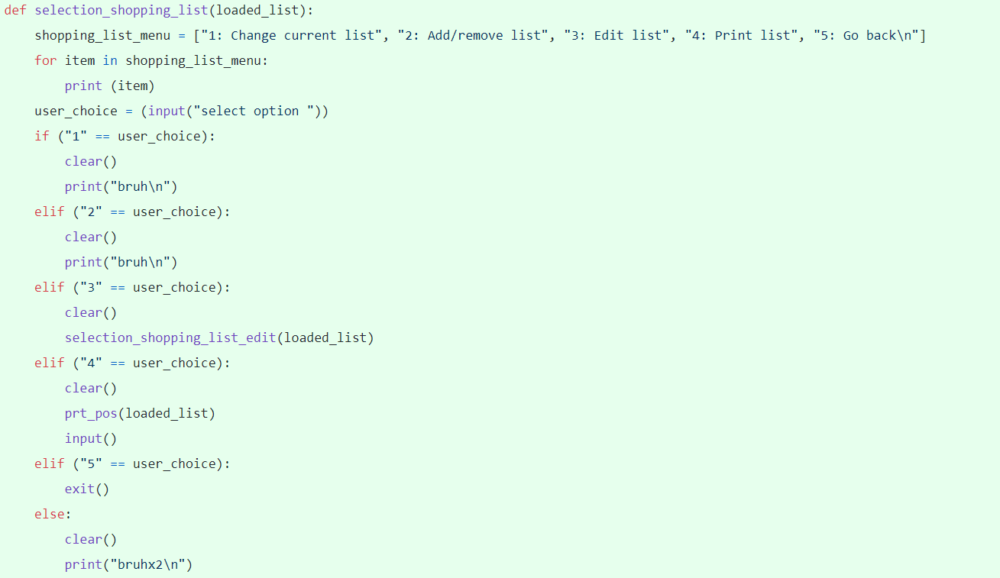 def selection_shopping_list(loaded_list):
    shopping_list_menu = ["1: Change current list", "2: Add/remove list", "3: Edit list", "4: Print list", "5: Go back\n"]
    for item in shopping_list_menu:
        print (item)
    user_choice = (input("select option "))
    if ("1" == user_choice):
        clear()
        print("bruh\n")
    elif ("2" == user_choice):
        clear()
        print("bruh\n")
    elif ("3" == user_choice):
        clear()
        selection_shopping_list_edit(loaded_list)
    elif ("4" == user_choice):
        clear()
        prt_pos(loaded_list)
        input()
    elif ("5" == user_choice):
        exit()
    else:
        clear()
        print("bruhx2\n")